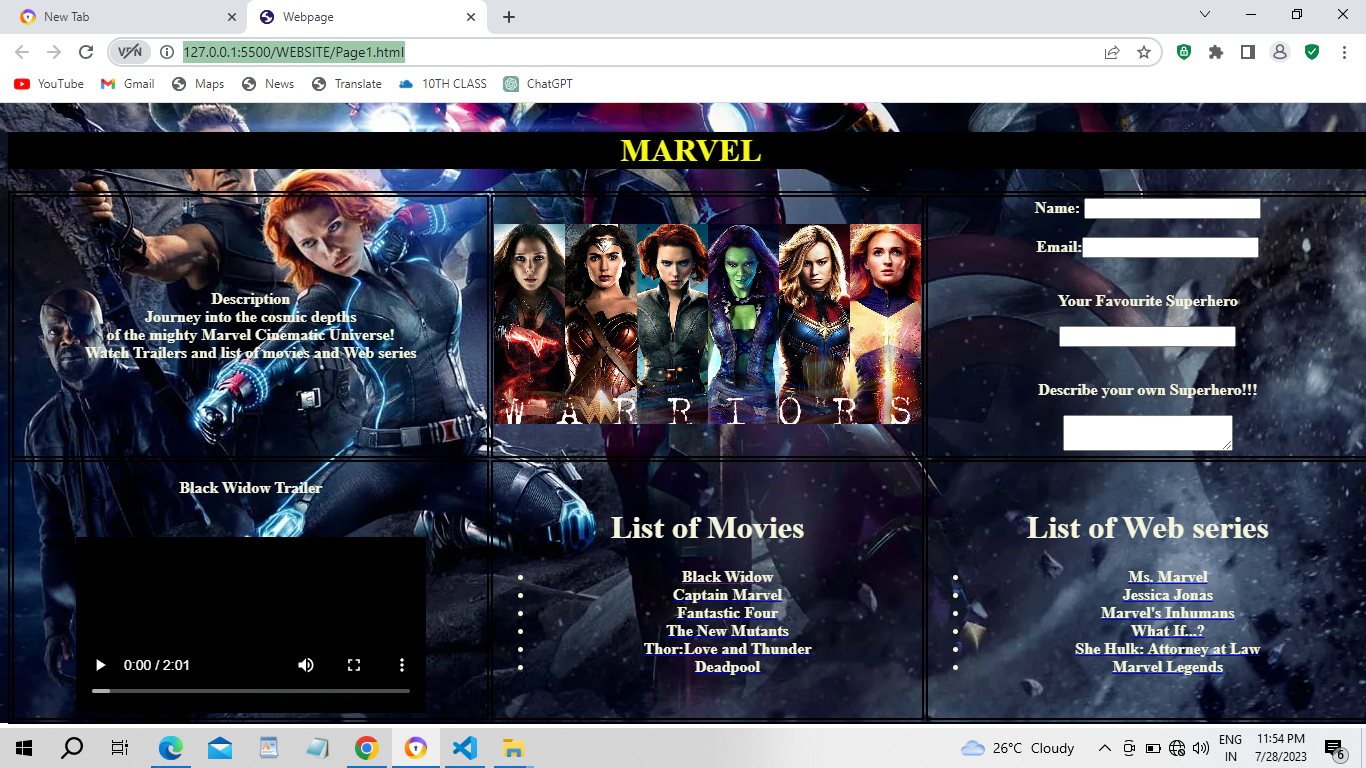 New Tab
Webpage
VPN
127.0.0.1:5500/WEBSITE/Page1.html
YouTube
Gmail
Maps
News
Translate
10TH CLASS
ChatGPT
MARVEL
Description
Journey into the cosmic depths
of the mighty Marvel Cinematic Universe!
Watch Trailers and list of movies and Web series
WARRIORS
Name:
Email:
Your Favourite Superhero
Describe your own Superhero!!!
Black Widow Trailer
0:00 / 2:01
List of Movies
Black Widow
Captain Marvel
Fantastic Four
The New Mutants
Thor:Love and Thunder
Deadpool
List of Web series
Ms. Marvel
Jessica Jonas
Marvel's Inhumans
What If...?
She Hulk: Attorney at Law
Marvel Legends
26°C Cloudy
ENG
IN
11:54 PM
7/28/2023
6